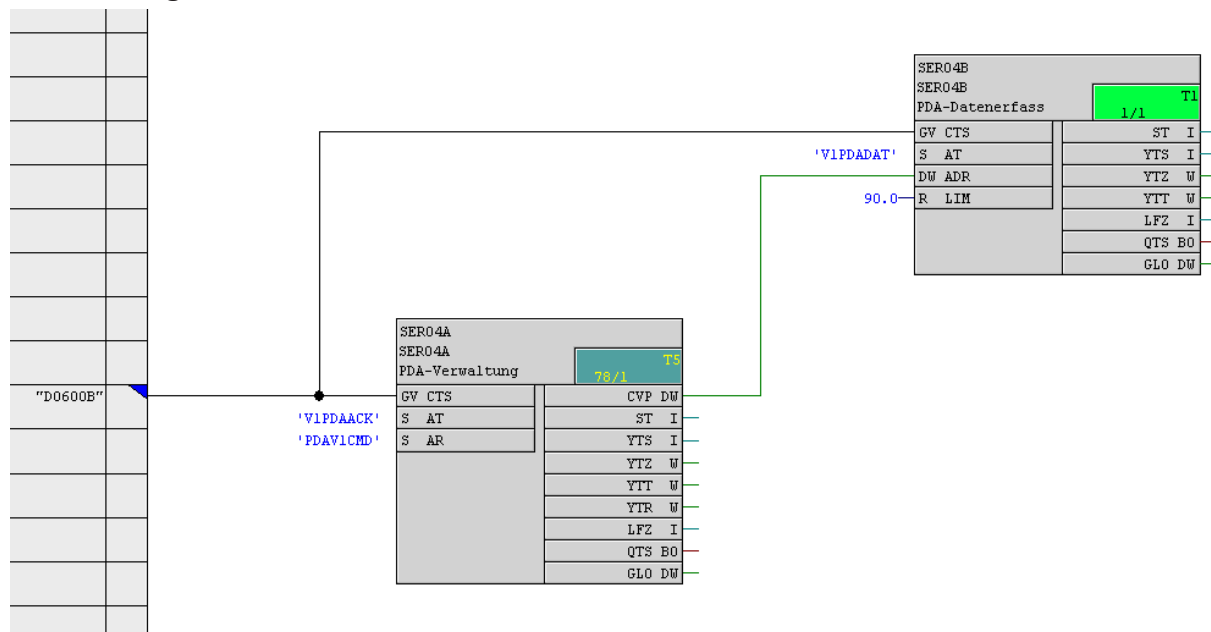 SER04B
SER04B
PDA-Datenerfass
T1
1/1
GV CTS
ST I
'V1PDADAT'
S AT
YTS I
DW ADR
YTZ W
90.0
R LIM
YTT W
LFZ I
QTS BO
GLO DW
SER04A
SER04A
PDA-Verwaltung
T5
78/1
"D0600B"
GV CTS
CVP DW
'V1PDAACK'
S AT
ST I
'PDAV1CMD'
S AR
YTS I
YTZ W
YTT W
YTR W
LFZ I
QTS BO
GLO DW